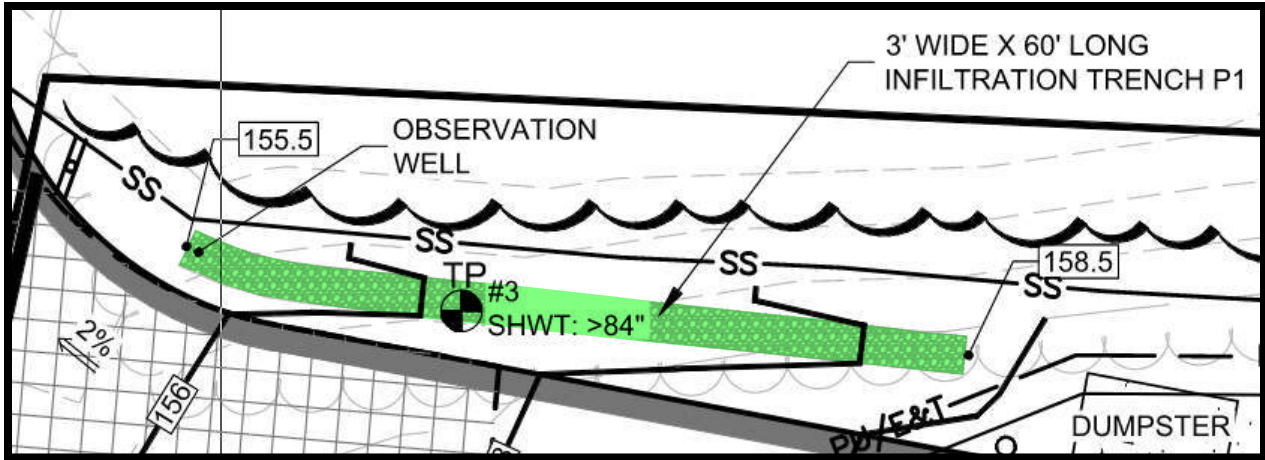 3' WIDE X 60' LONG
INFILTRATION TRENCH P1
OBSERVATION
WELL
155.5
SS
SS
SS
SS
158.5
TP
#3
SHWT: >84"
2%
156
PW/E&T
DUMPSTER